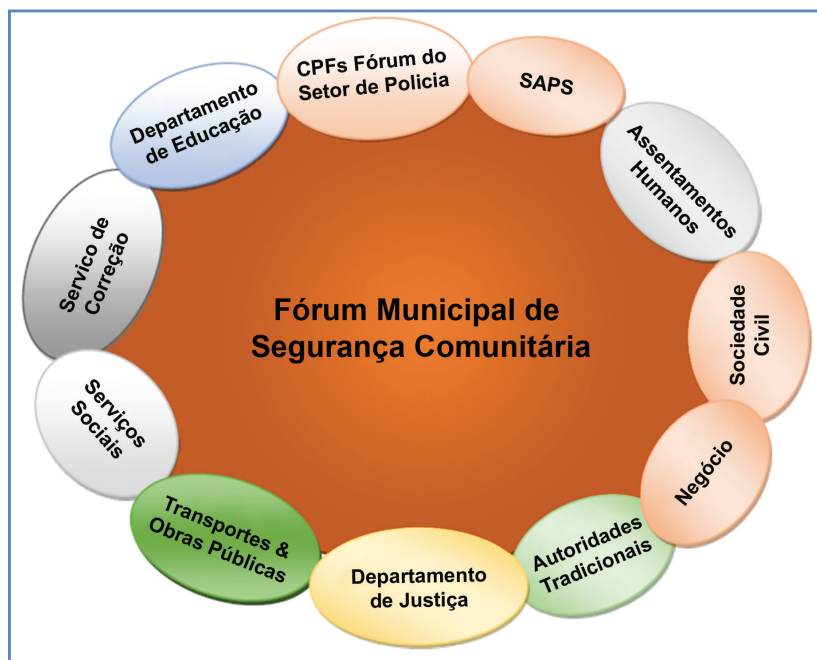 CPFs Fórum do
Setor de Policia
SAPS
Assentamentos
Humanos
Sociedade
Civil
Negócio
Autoridades
Tradicionais
Departamento
de Justiça
Transportes &
Obras Públicas
Serviços
Sociais
Servico de
Correção
Departamento
de Educação
Fórum Municipal de
Segurança Comunitária